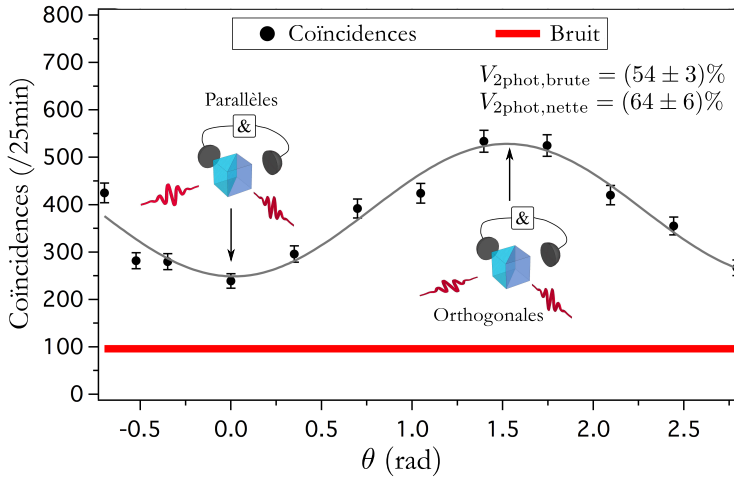 Coïncidences Bruit
V2phot,brute = (54 ± 3)%
V2phot,nette = (64 ± 6)%
Parallèles
&
&
Orthogonales
Coïncidences (/25min)
800
700
600
500
400
300
200
100
0
-0.5 0.0 0.5 1.0 1.5 2.0 2.5
θ (rad)